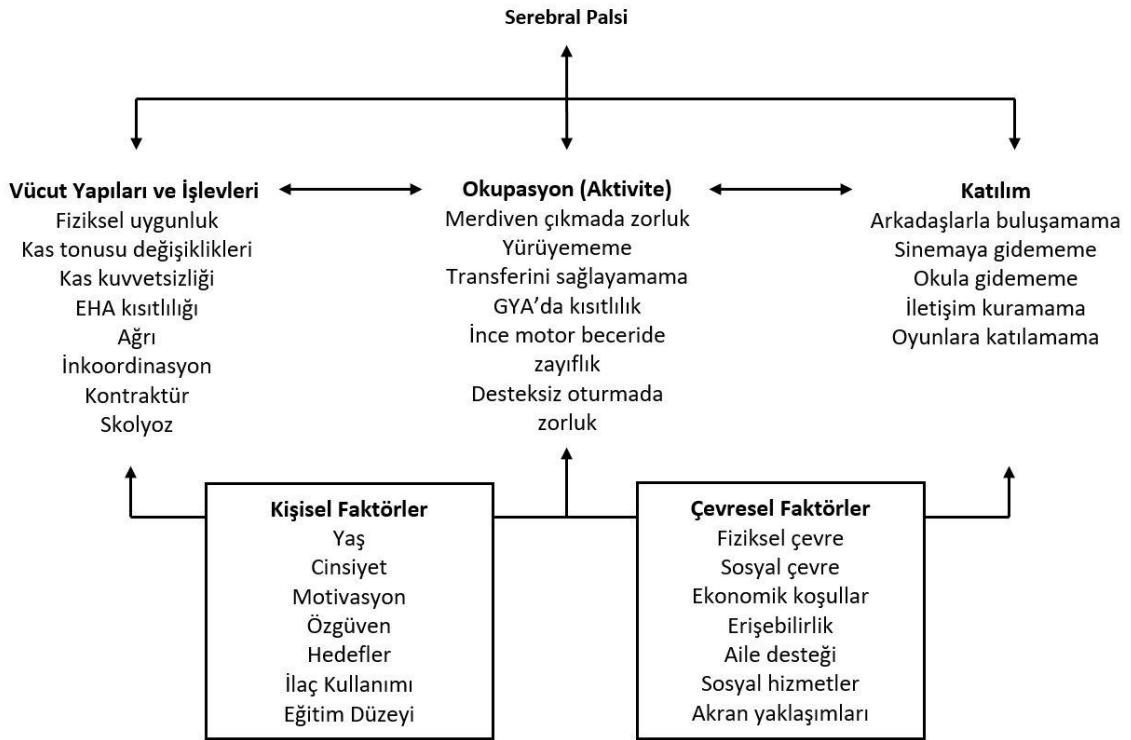 Serebral Palsi
Vücut Yapıları ve İşlevleri
Fiziksel uygunluk
Kas tonusu değişiklikleri
Kas kuvvetsizliği
EHA kısıtlılığı
Ağrı
İnkoordinasyon
Kontraktür
Skolyoz
Okupasyon (Aktivite)
Merdiven çıkmada zorluk
Yürüyememe
Transferini sağlayamama
GYA’da kısıtlılık
İnce motor beceride
zayıflık
Desteksiz oturmada
zorluk
Katılım
Arkadaşlarla buluşamama
Sinemaya gidememe
Okula gidememe
İletişim kuramama
Oyunlara katılamama
Kişisel Faktörler
Yaş
Cinsiyet
Motivasyon
Özgüven
Hedefler
İlaç Kullanımı
Eğitim Düzeyi
Çevresel Faktörler
Fiziksel çevre
Sosyal çevre
Ekonomik koşullar
Erişebilirlik
Aile desteği
Sosyal hizmetler
Akran yaklaşımları